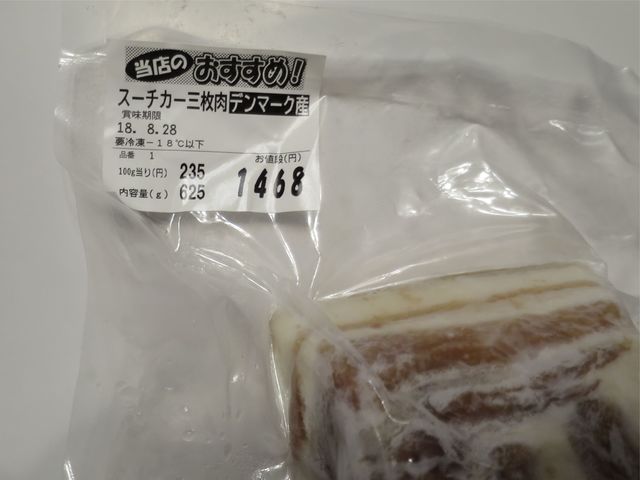 当店の おすすめ!
スーチカー三枚肉デンマーク産
賞味期限
18. 8.28
要冷凍-18℃以下
品番 1 お値段(円)
100g当り(円) 235 1468
内容量(g) 625